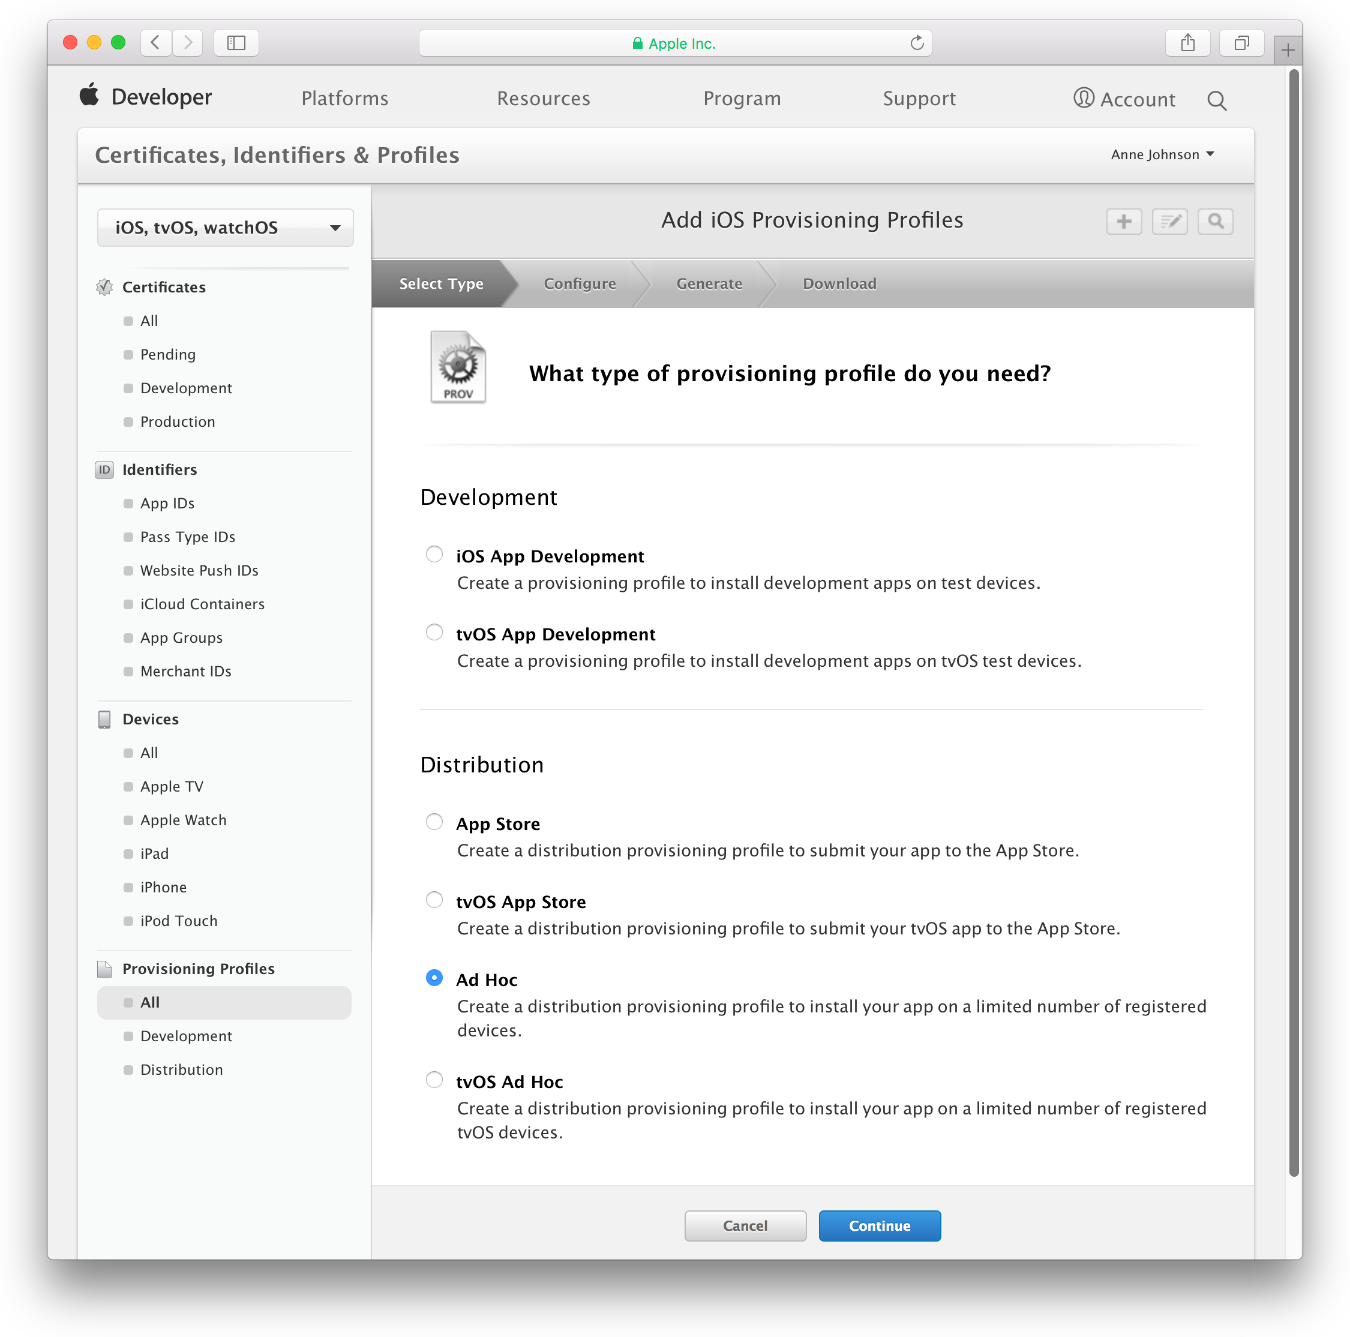 Apple Inc.
Developer
Platforms
Resources
Program
Support
Account
Certificates, Identifiers & Profiles
Anne Johnson
iOS, tvOS, watchOS
Certificates
All
Pending
Development
Production
ID
Identifiers
App IDs
Pass Type IDs
Website Push IDs
iCloud Containers
App Groups
Merchant IDs
Devices
All
Apple TV
Apple Watch
iPad
iPhone
iPod Touch
Provisioning Profiles
All
Development
Distribution
Add iOS Provisioning Profiles
Select Type
Configure
Generate
Download
PROV
What type of provisioning profile do you need?
Development
iOS App Development
Create a provisioning profile to install development apps on test devices.
tvOS App Development
Create a provisioning profile to install development apps on tvOS test devices.
Distribution
App Store
Create a distribution provisioning profile to submit your app to the App Store.
tvOS App Store
Create a distribution provisioning profile to submit your tvOS app to the App Store.
Ad Hoc
Create a distribution provisioning profile to install your app on a limited number of registered
devices.
tvOS Ad Hoc
Create a distribution provisioning profile to install your app on a limited number of registered
tvOS devices.
Cancel
Continue